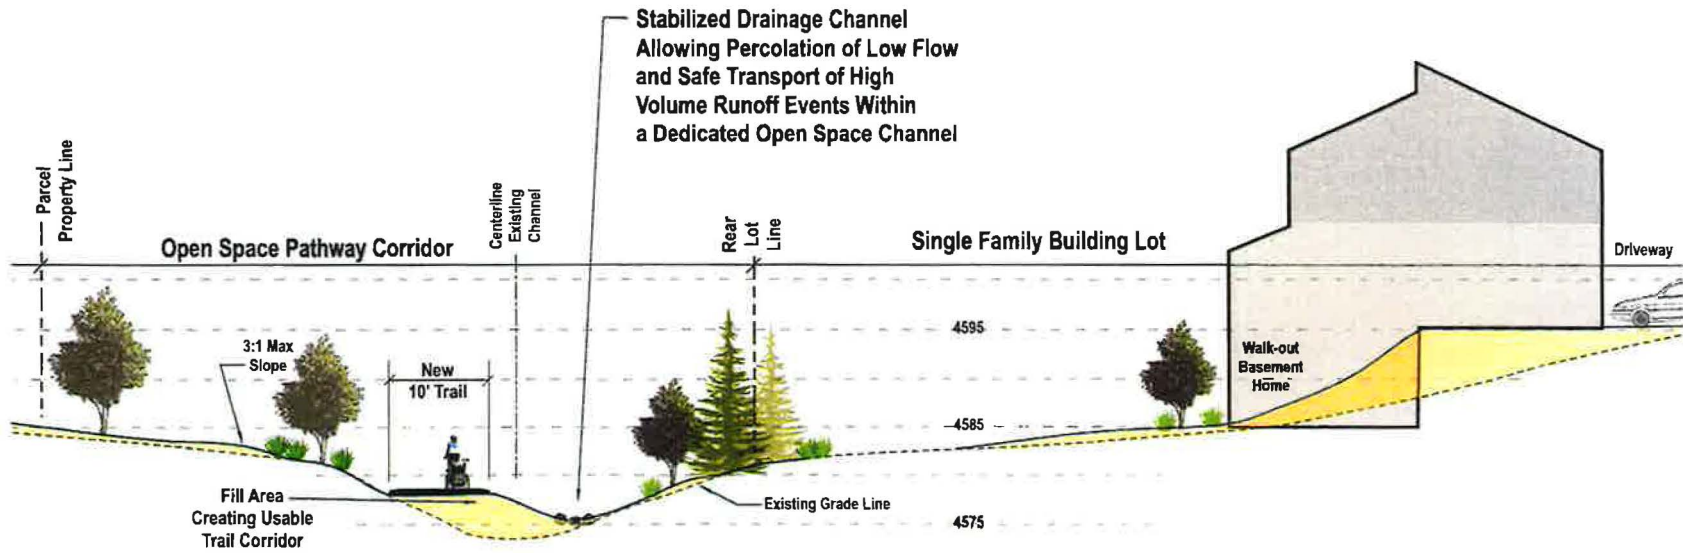 Stabilized Drainage Channel
Allowing Percolation of Low Flow
and Safe Transport of High
Volume Runoff Events Within
a Dedicated Open Space Channel
Parcel
Property Line
Open Space Pathway Corridor
Centerline
Existing
Channel
Rear
Lot
Line
Single Family Building Lot
Driveway
3:1 Max
Slope
New
10' Trail
4595
Walk-out
Basement
Home
4585
Fill Area
Creating Usable
Trail Corridor
Existing Grade Line
4575